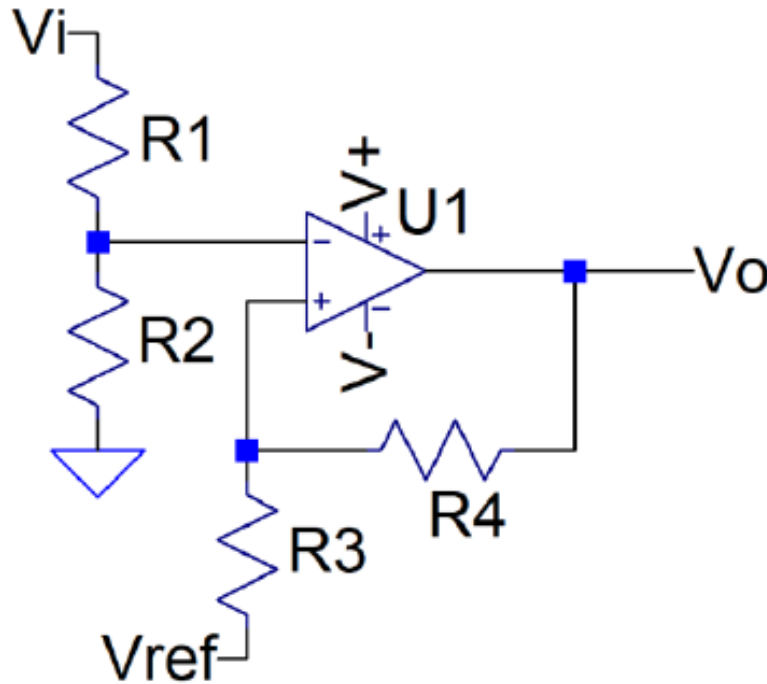 Vi
R1
V+
U1
-
+
+
-
Vo
R2
V-
R4
R3
Vref